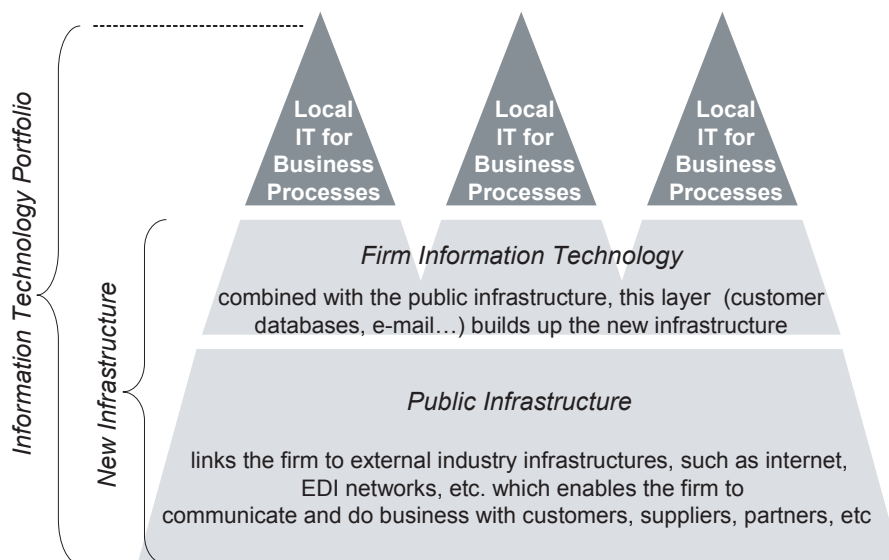 Information Technology Portfolio
New Infrastructure
Local
IT for
Business
Processes
Local
IT for
Business
Processes
Local
IT for
Business
Processes
Firm Information Technology
combined with the public infrastructure, this layer (customer
databases, e-mail…) builds up the new infrastructure
Public Infrastructure
links the firm to external industry infrastructures, such as internet,
EDI networks, etc. which enables the firm to
communicate and do business with customers, suppliers, partners, etc